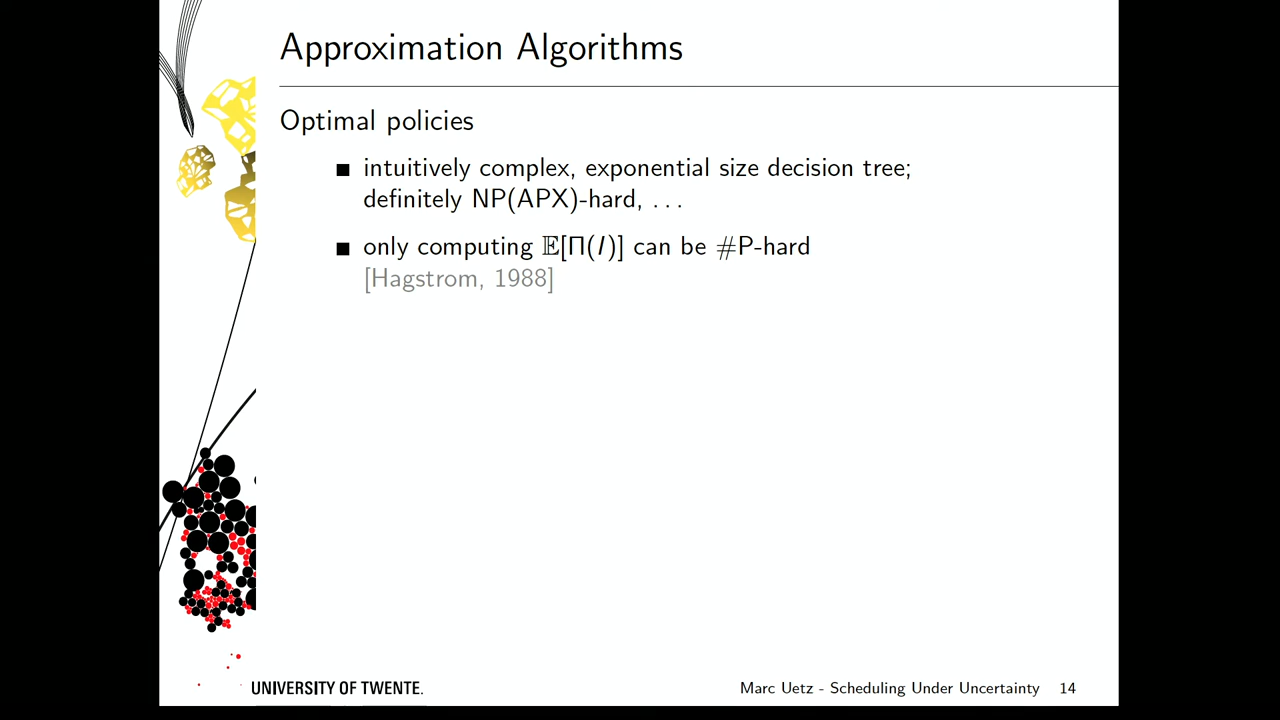 Approximation Algorithms
Optimal policies
■ intuitively complex, exponential size decision tree;
definitely NP(APX)-hard, . . .
■ only computing 𝔼[Π(I)] can be #P-hard
[Hagstrom, 1988]
UNIVERSITY OF TWENTE.
Marc Uetz - Scheduling Under Uncertainty 14